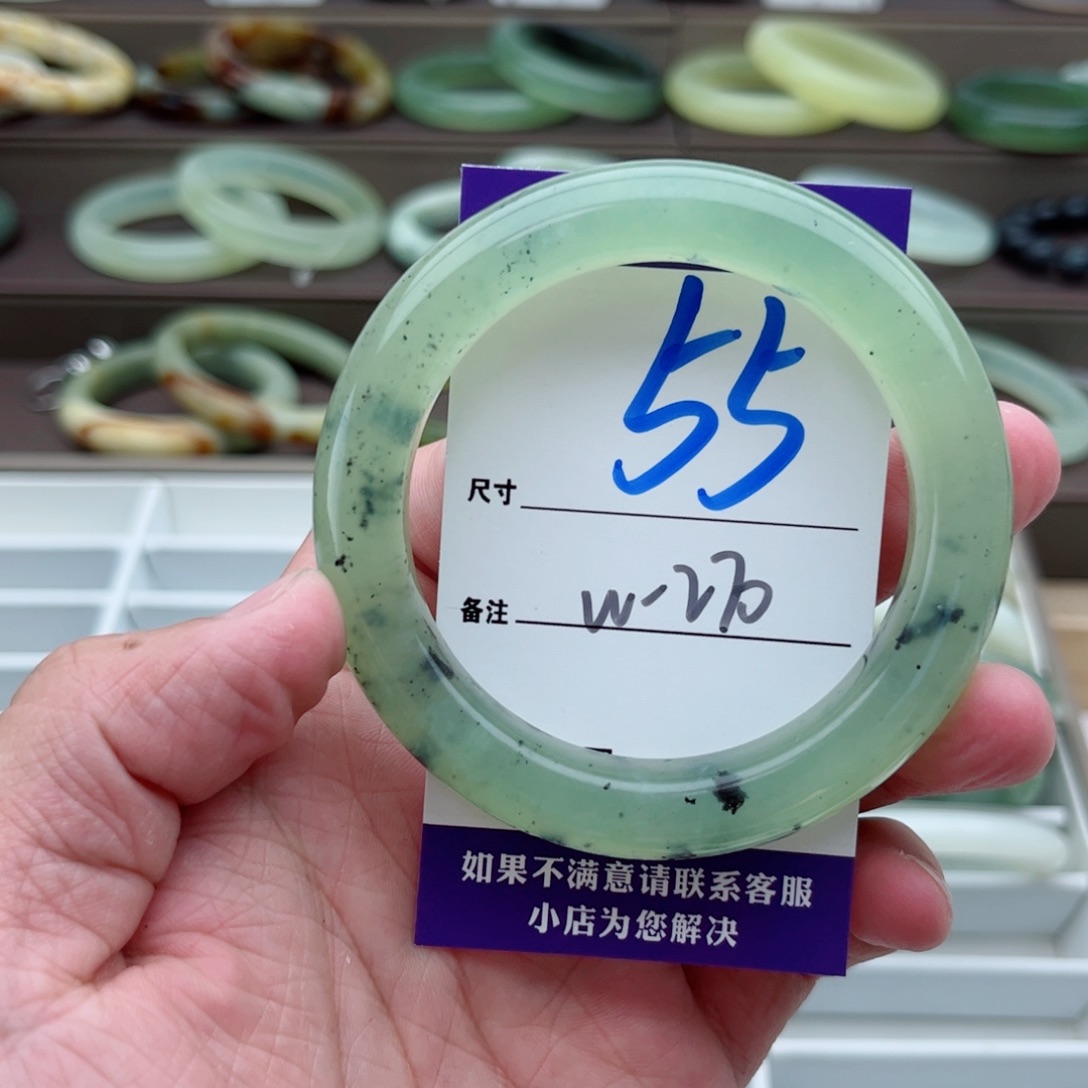 尺寸 55
备注 W-270
如果不满意请联系客服
小店为您解决